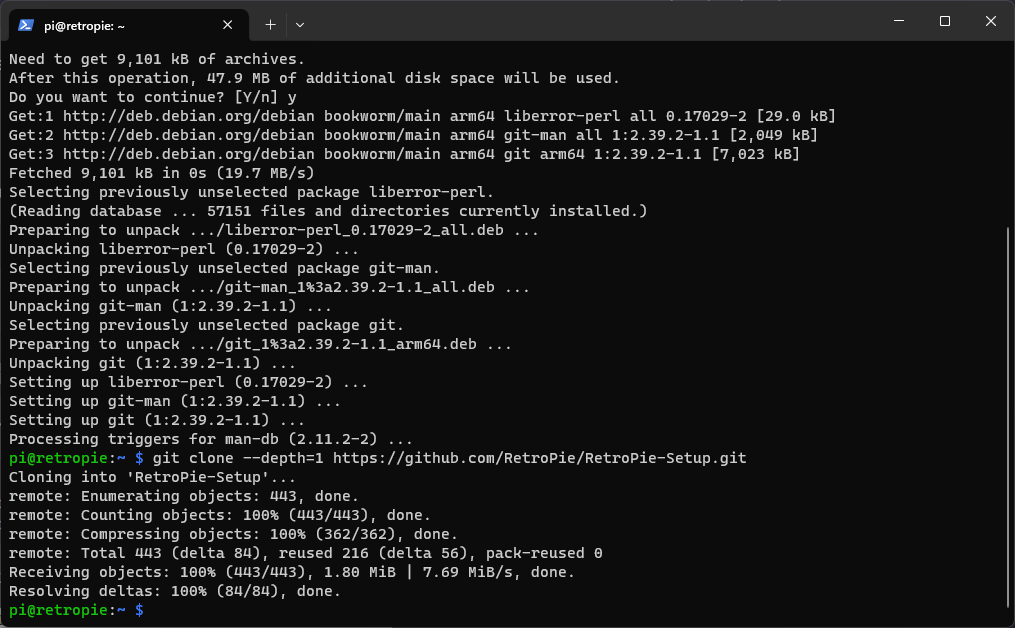 pi@retropie: ~
Need to get 9,101 kB of archives.
After this operation, 47.9 MB of additional disk space will be used.
Do you want to continue? [Y/n] y
Get:1 http://deb.debian.org/debian bookworm/main arm64 liberror-perl all 0.17029-2 [29.0 kB]
Get:2 http://deb.debian.org/debian bookworm/main arm64 git-man all 1:2.39.2-1.1 [2,049 kB]
Get:3 http://deb.debian.org/debian bookworm/main arm64 git arm64 1:2.39.2-1.1 [7,023 kB]
Fetched 9,101 kB in 0s (19.7 MB/s)
Selecting previously unselected package liberror-perl.
(Reading database ... 57151 files and directories currently installed.)
Preparing to unpack .../liberror-perl_0.17029-2_all.deb ...
Unpacking liberror-perl (0.17029-2) ...
Selecting previously unselected package git-man.
Preparing to unpack .../git-man_1%3a2.39.2-1.1_all.deb ...
Unpacking git-man (1:2.39.2-1.1) ...
Selecting previously unselected package git.
Preparing to unpack .../git_1%3a2.39.2-1.1_arm64.deb ...
Unpacking git (1:2.39.2-1.1) ...
Setting up liberror-perl (0.17029-2) ...
Setting up git-man (1:2.39.2-1.1) ...
Setting up git (1:2.39.2-1.1) ...
Processing triggers for man-db (2.11.2-2) ...
pi@retropie:~ $ git clone --depth=1 https://github.com/RetroPie/RetroPie-Setup.git
Cloning into 'RetroPie-Setup'...
remote: Enumerating objects: 443, done.
remote: Counting objects: 100% (443/443), done.
remote: Compressing objects: 100% (362/362), done.
remote: Total 443 (delta 84), reused 216 (delta 56), pack-reused 0
Receiving objects: 100% (443/443), 1.80 MiB | 7.69 MiB/s, done.
Resolving deltas: 100% (84/84), done.
pi@retropie:~ $